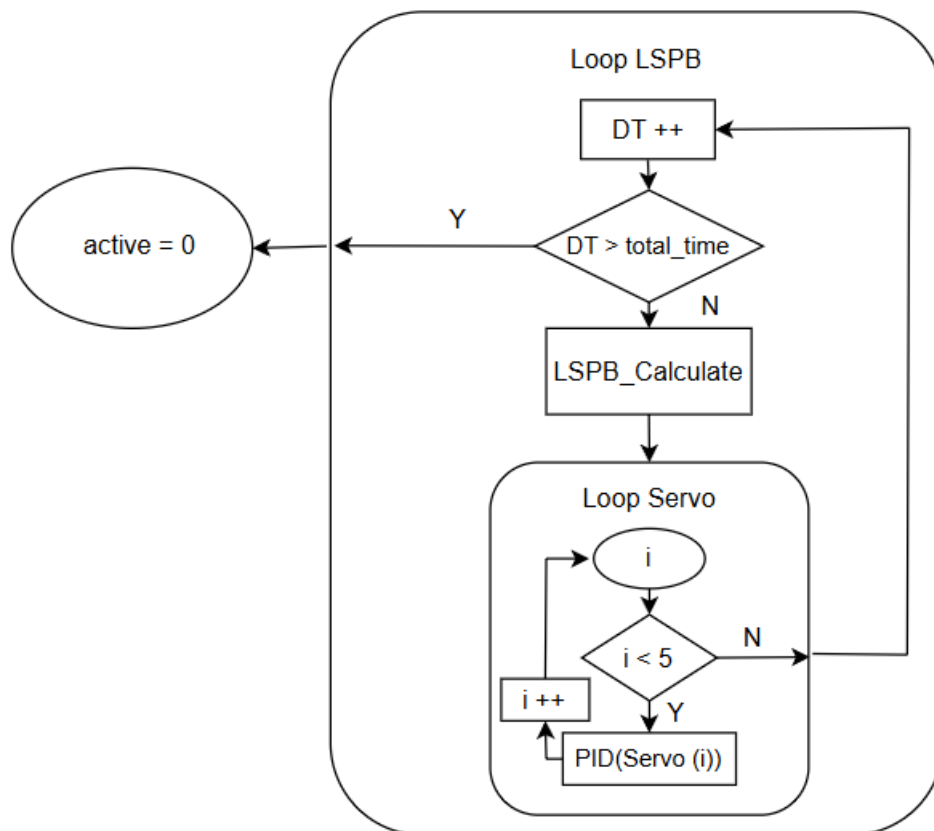 Loop LSPB
DT ++
Y
active = 0
DT > total_time
N
LSPB_Calculate
Loop Servo
i
N
i < 5
i ++
Y
PID(Servo (i))